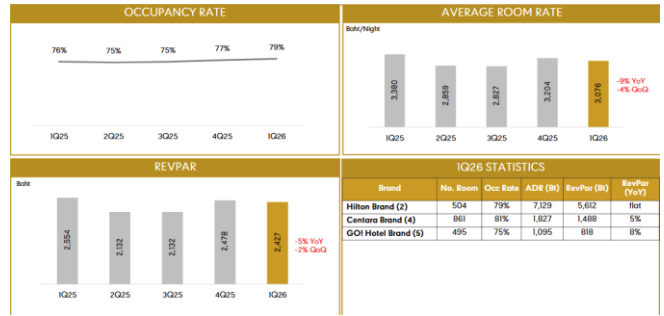 OCCUPANCY RATE
76% 75% 75% 77% 79%
1Q25 2Q25 3Q25 4Q25 1Q26
AVERAGE ROOM RATE
Baht/Night
3,380 2,859 2,827 3,204 3,076
-9% YoY
-4% QoQ
1Q25 2Q25 3Q25 4Q25 1Q26
REVPAR
Baht
2,554 2,132 2,132 2,478 2,427
-5% YoY
-2% QoQ
1Q25 2Q25 3Q25 4Q25 1Q26
1Q26 STATISTICS
Brand No. Room Occ Rate ADR (Bt) RevPar (Bt) RevPar (YoY)
Hilton Brand (2) 504 79% 7,129 5,612 flat
Centara Brand (4) 861 81% 1,827 1,488 5%
GO! Hotel Brand (5) 495 75% 1,095 818 8%